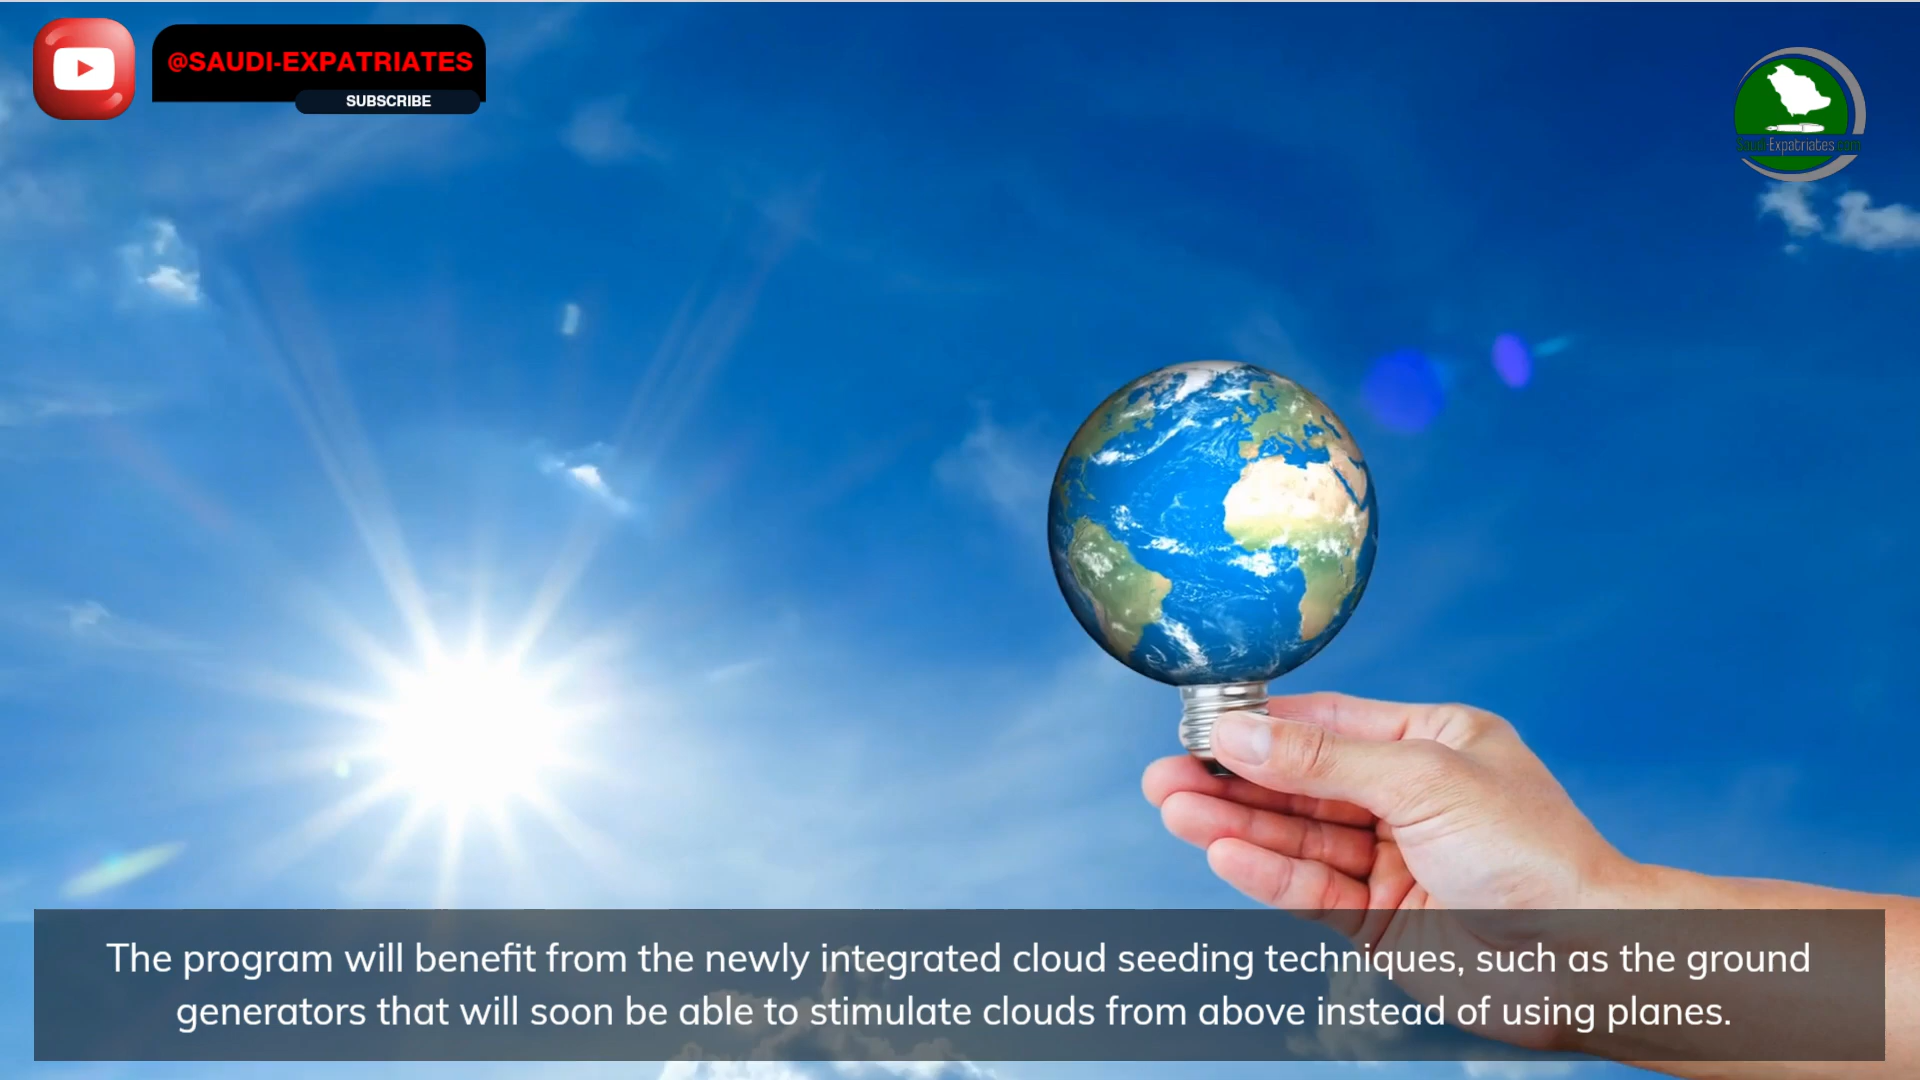 @SAUDI-EXPATRIATES
SUBSCRIBE
Saudi-Expatriates.com
The program will benefit from the newly integrated cloud seeding techniques, such as the ground
generators that will soon be able to stimulate clouds from above instead of using planes.